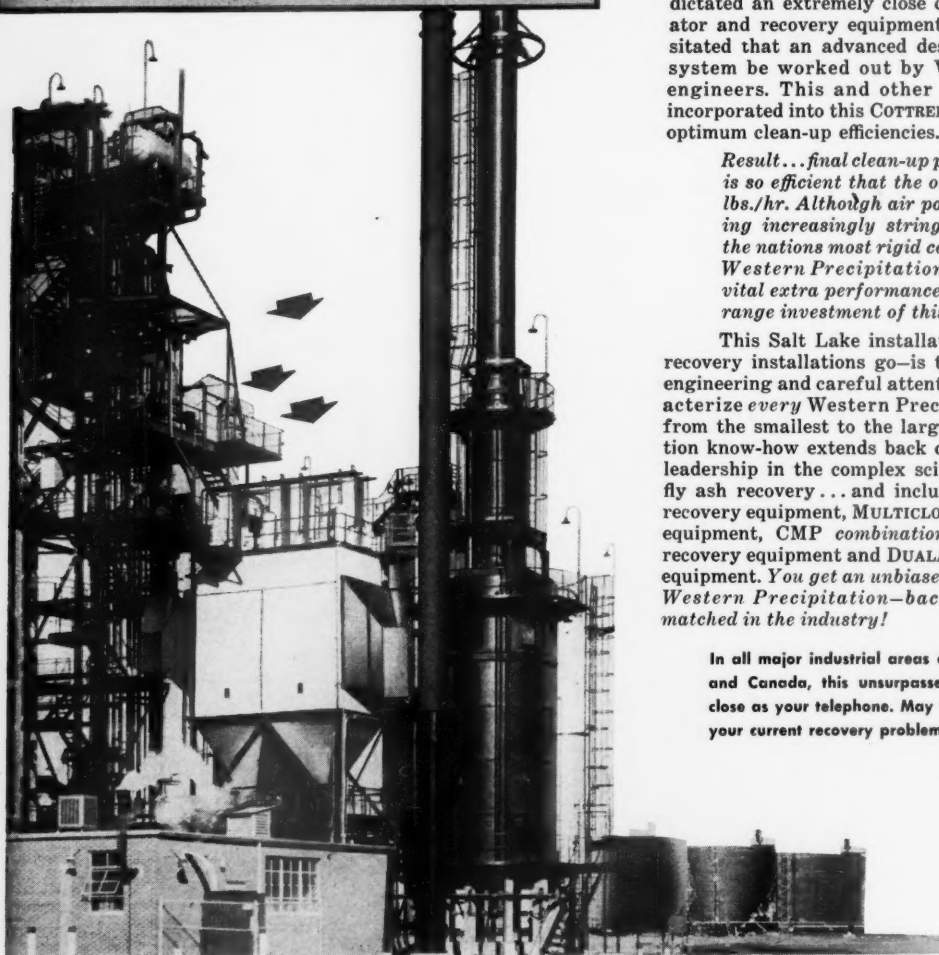 dictated an extremely close c
ator and recovery equipment
sitated that an advanced des
system be worked out by W
engineers. This and other
incorporated into this COTTREL
optimum clean-up efficiencies.
Result...final clean-up p
is so efficient that the o
lbs./hr. Although air po
ing increasingly string
the nations most rigid co
Western Precipitation
vital extra performance
range investment of this
This Salt Lake installa
recovery installations go—is t
engineering and careful attent
acterize every Western Prec
from the smallest to the larg
tion know-how extends back o
leadership in the complex sci
fly ash recovery...and inclu
recovery equipment, MULTICLO
equipment, CMP combination
recovery equipment and DUALA
equipment. You get an unbiase
Western Precipitation—bac
matched in the industry!
In all major industrial areas o
and Canada, this unsurpasse
close as your telephone. May
your current recovery problem